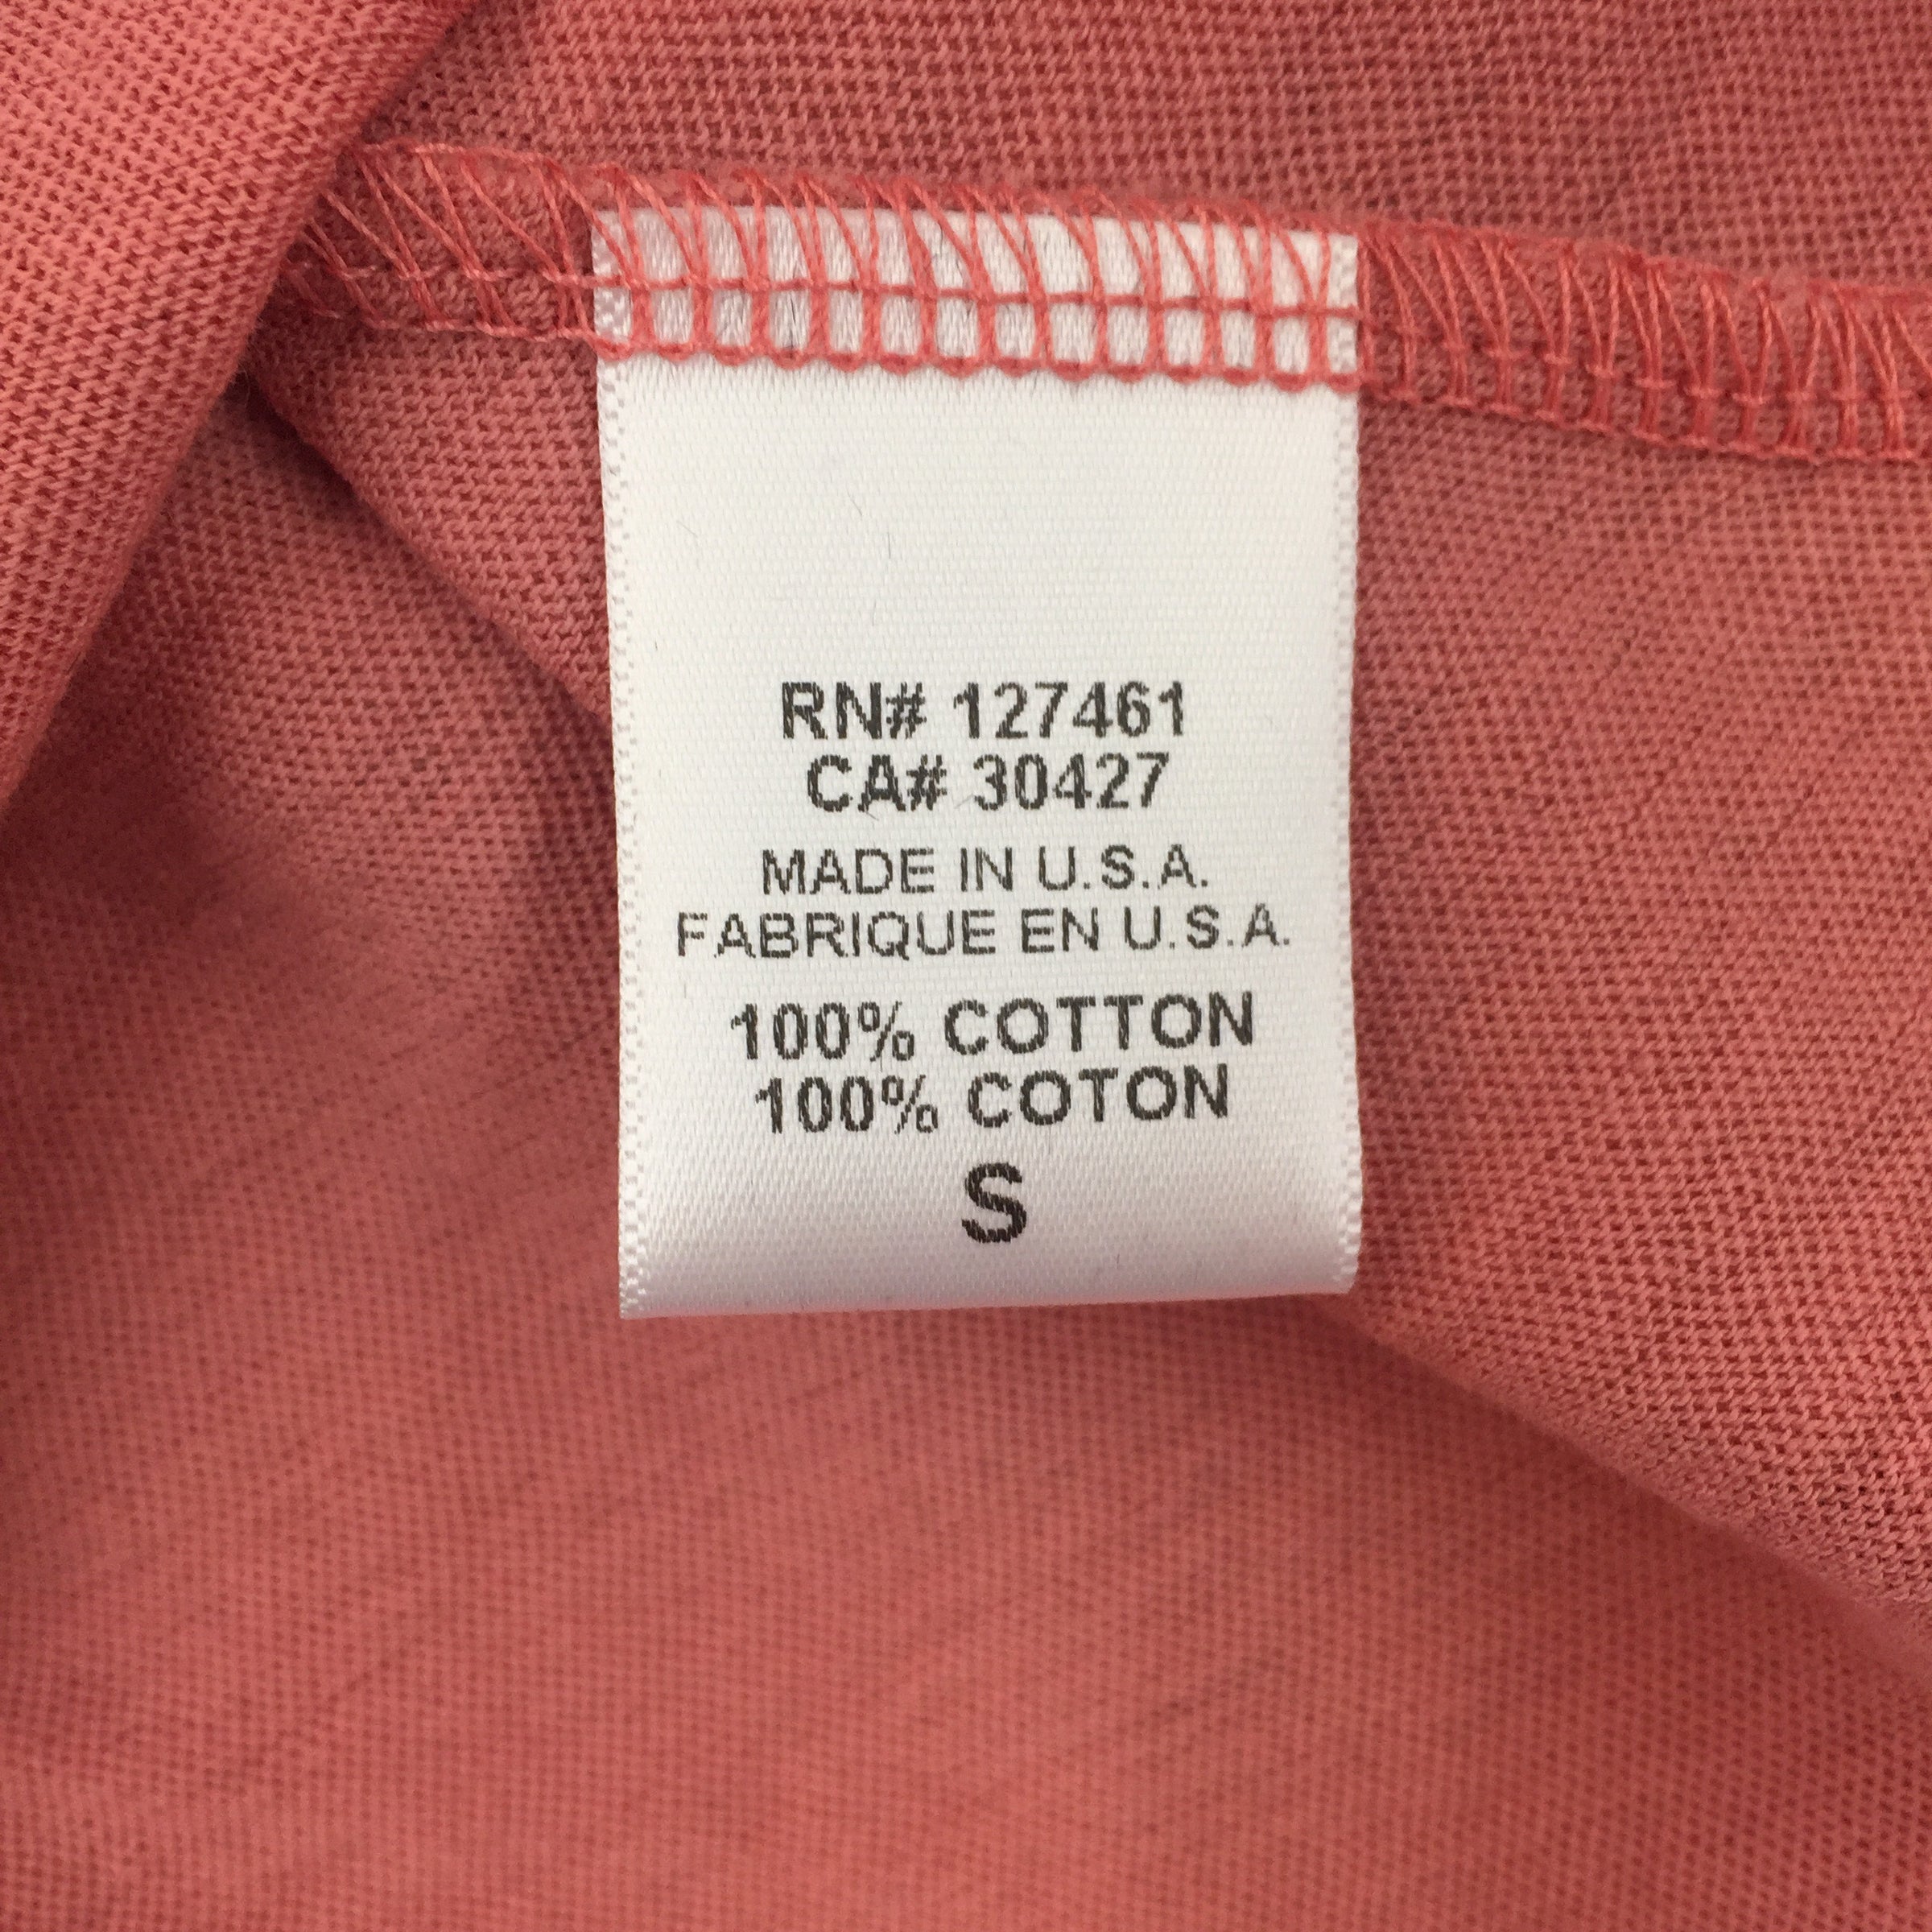 RN# 127461
CA# 30427
MADE IN U.S.A.
FABRIQUE EN U.S.A.
100% COTTON
100% COTON
S